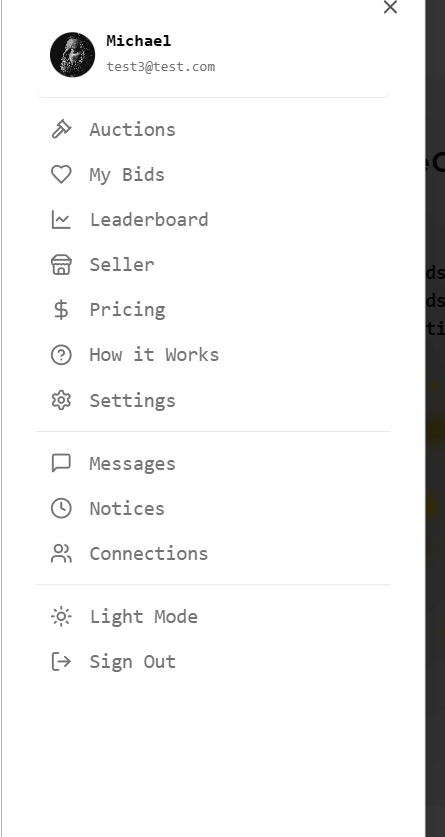 Michael
test3@test.com
Auctions
My Bids
Leaderboard
Seller
Pricing
How it Works
Settings
Messages
Notices
Connections
Light Mode
Sign Out